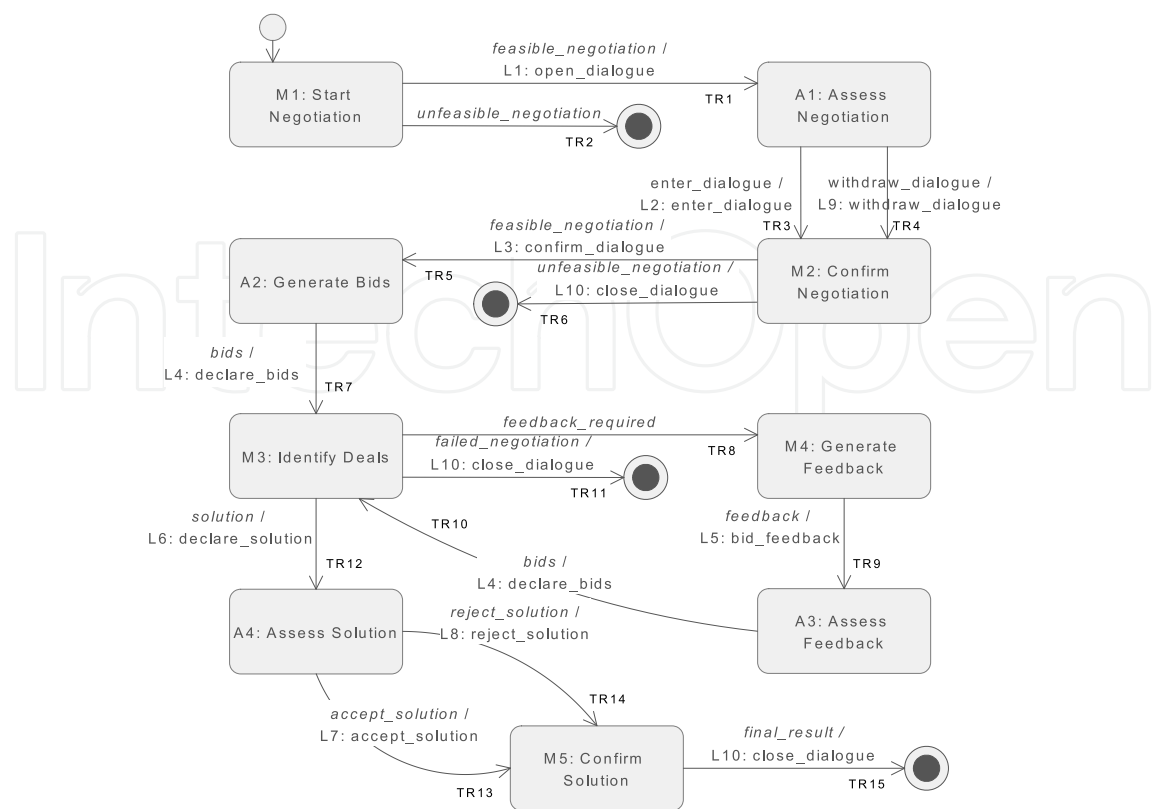 feasible_negotiation /
L1: open_dialogue
M1: Start
Negotiation
TR1
A1: Assess
Negotiation
unfeasible_negotiation
TR2
enter_dialogue /
L2: enter_dialogue
TR3
withdraw_dialogue /
L9: withdraw_dialogue
TR4
feasible_negotiation /
L3: confirm_dialogue
TR5
A2: Generate Bids
unfeasible_negotiation /
L10: close_dialogue
TR6
M2: Confirm
Negotiation
IntechOpen
bids /
L4: declare_bids
TR7
M3: Identify Deals
feedback_required
TR8
failed_negotiation /
L10: close_dialogue
TR11
M4: Generate
Feedback
solution /
L6: declare_solution
TR12
TR10
bids /
L4: declare_bids
feedback /
L5: bid_feedback
TR9
A4: Assess Solution
reject_solution /
L8: reject_solution
TR14
A3: Assess
Feedback
accept_solution /
L7: accept_solution
TR13
M5: Confirm
Solution
final_result /
L10: close_dialogue
TR15